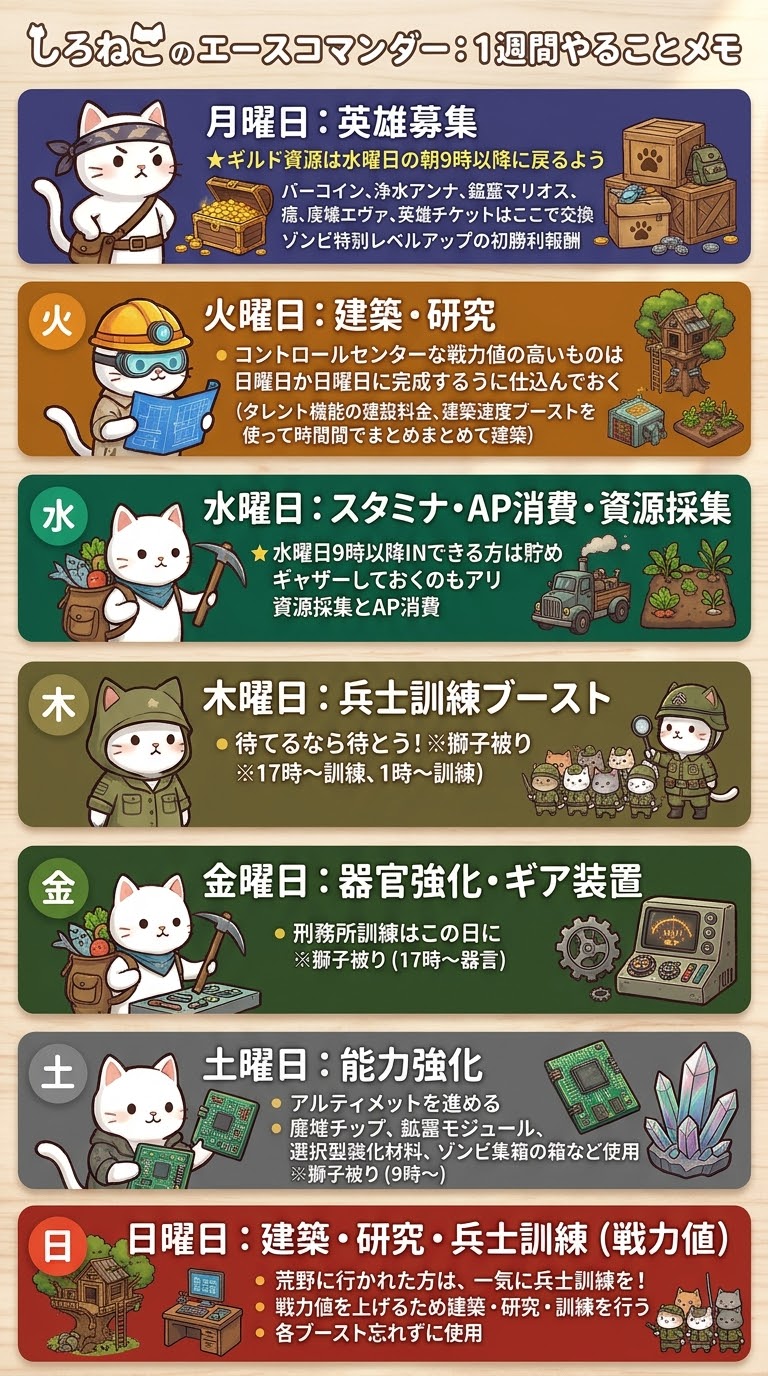 しろねこのエースコマンダー：1週間やることメモ
月曜日：英雄募集
★ギルド資源は水曜日の朝9時以降に戻るよう
バーコイン、浄水アンナ、マリオス、
エヴァ、英雄チケットはここで交換
ゾンビ特別レベルアップの初勝利報酬
火
火曜日：建築・研究
コントロールセンターな戦力値の高いものは
日曜日か日曜日に完成するうに仕込んでおく
（タレント機能の建設料金、建築速度ブーストを
使って時間間でまとめまとめて建築）
水
水曜日：スタミナ・AP消費・資源採集
★水曜日9時以降INできる方は貯め
ギャザーしておくのもアリ
資源採集とAP消費
木
木曜日：兵士訓練ブースト
待てるなら待とう！※獅子被り
※17時〜訓練、1時〜訓練)
金
金曜日：器官強化・ギア装置
刑務所訓練はこの日に
※獅子被り(17時〜器言)
土
土曜日：能力強化
アルティメットを進める
チップ、モジュール、
選択型強化材料、ゾンビ集箱の箱など使用
※獅子被り(9時〜)
日
日曜日：建築・研究・兵士訓練（戦力値）
荒野に行かれた方は、一気に兵士訓練を！
戦力値を上げるため建築・研究・訓練を行う
各ブースト忘れずに使用